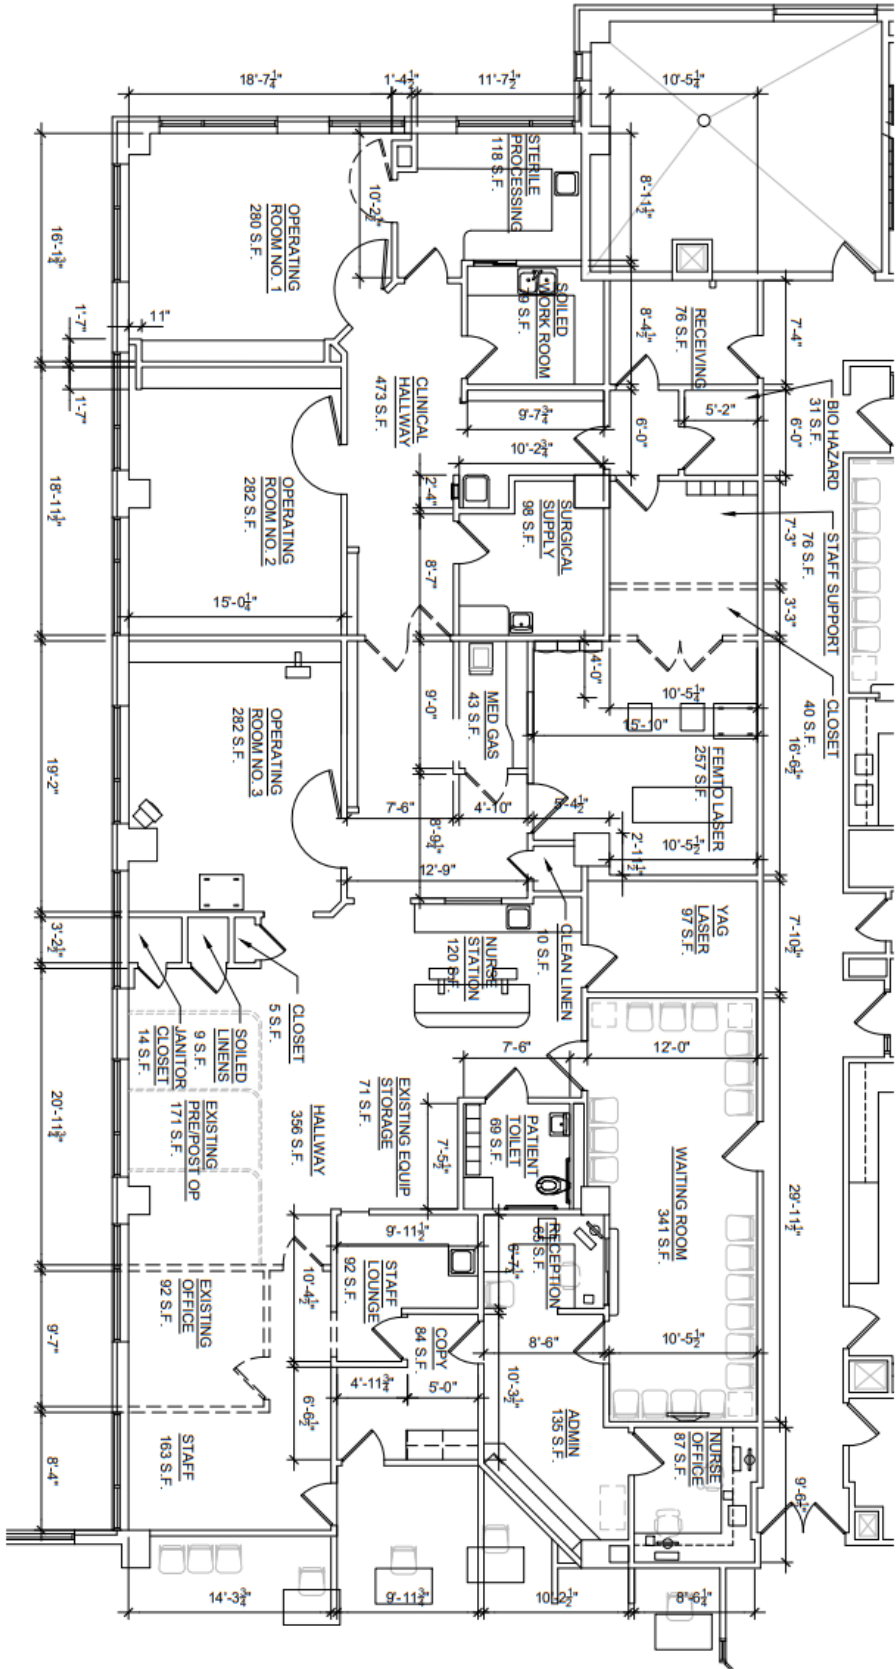 18'-7¼"
1'-4½"
11'-7½"
10'-5¼"
STERILE
PROCESSING
118 S.F.
8'-11½"
10'-2½"
OPERATING
ROOM NO. 1
280 S.F.
16'-1¾"
1'-7"
11"
1'-7"
SOILED
WORK ROOM
79 S.F.
8'-4½"
RECEIVING
76 S.F.
7'-4"
CLINICAL
HALLWAY
473 S.F.
9'-7¾"
10'-2¾"
6'-0"
5'-2"
6'-0"
BIO HAZARD
31 S.F.
2'-4"
18'-11½"
OPERATING
ROOM NO. 2
282 S.F.
15'-0¼"
8'-7"
SURGICAL
SUPPLY
98 S.F.
7'-3"
STAFF SUPPORT
76 S.F.
3'-3"
CLOSET
40 S.F.
4'-0"
10'-5¼"
15'-10"
16'-6½"
9'-0"
MED GAS
43 S.F.
FEMTO LASER
257 S.F.
OPERATING
ROOM NO. 3
282 S.F.
19'-2"
7'-6"
4'-10"
8'-9¼"
12'-9"
2'-11½"
10'-5½"
CLEAN LINEN
10 S.F.
YAG
LASER
97 S.F.
7'-10½"
NURSE
STATION
120 S.F.
3'-2½"
CLOSET
5 S.F.
SOILED
LINENS
9 S.F.
JANITOR
CLOSET
14 S.F.
7'-6"
12'-0"
20'-11¾"
EXISTING
PRE/POST OP
171 S.F.
HALLWAY
356 S.F.
EXISTING EQUIP
STORAGE
71 S.F.
7'-5½"
PATIENT
TOILET
69 S.F.
WAITING ROOM
341 S.F.
29'-11½"
9'-11½"
RECEPTION
65 S.F.
6'-7½"
EXISTING
OFFICE
92 S.F.
10'-4½"
STAFF
LOUNGE
92 S.F.
9'-7"
COPY
84 S.F.
8'-6"
10'-5½"
4'-11¾"
5'-0"
6'-6½"
10'-3½"
ADMIN
135 S.F.
STAFF
163 S.F.
8'-4"
NURSE
OFFICE
87 S.F.
9'-6½"
14'-3¾"
9'-11¾"
10'-2½"
8'-6¼"